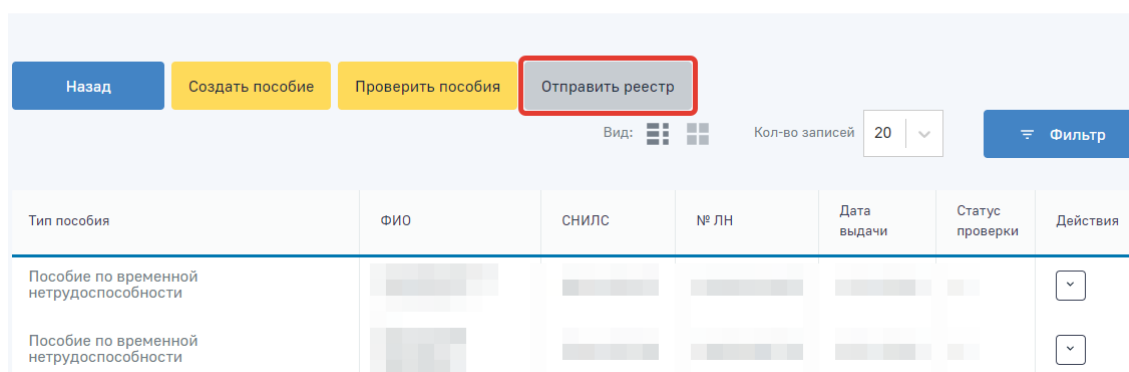 Назад
Создать пособие
Проверить пособия
Отправить реестр
Вид:
Кол-во записей
20
Фильтр
Тип пособия
ФИО
СНИЛС
№ ЛН
Дата
выдачи
Статус
проверки
Действия
Пособие по временной
нетрудоспособности
Пособие по временной
нетрудоспособности